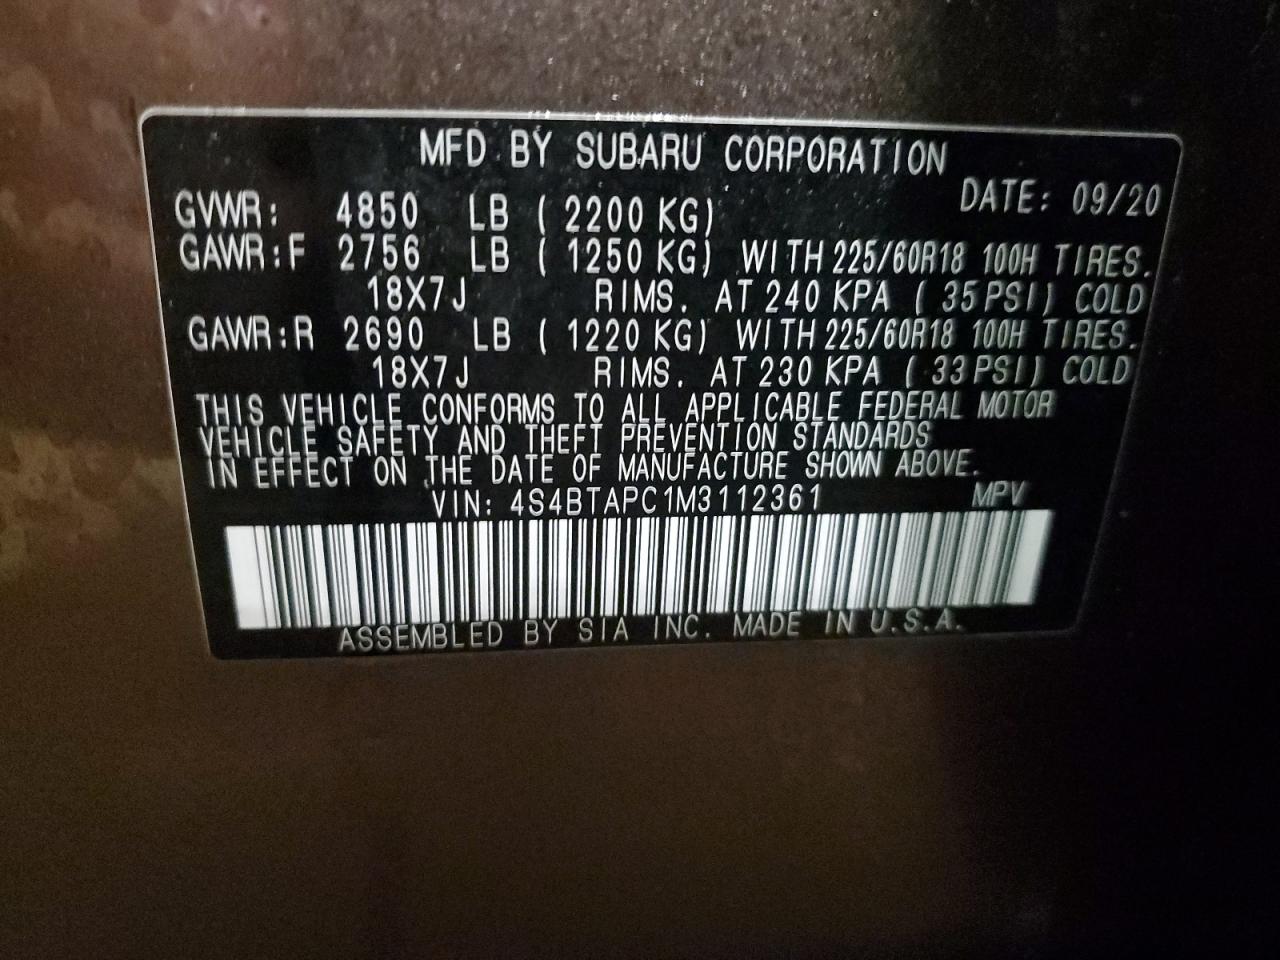 MFD BY SUBARU CORPORATION
DATE: 09/20
GVWR: 4850 LB ( 2200 KG)
GAWR:F 2756 LB ( 1250 KG) WITH 225/60R18 100H TIRES.
18X7J RIMS. AT 240 KPA ( 35 PSI) COLD
GAWR:R 2690 LB ( 1220 KG) WITH 225/60R18 100H TIRES.
18X7J RIMS. AT 230 KPA ( 33 PSI) COLD
THIS VEHICLE CONFORMS TO ALL APPLICABLE FEDERAL MOTOR
VEHICLE SAFETY AND THEFT PREVENTION STANDARDS
IN EFFECT ON THE DATE OF MANUFACTURE SHOWN ABOVE.
VIN: 4S4BTAPC1M3112361 MPV
ASSEMBLED BY SIA INC. MADE IN U.S.A.